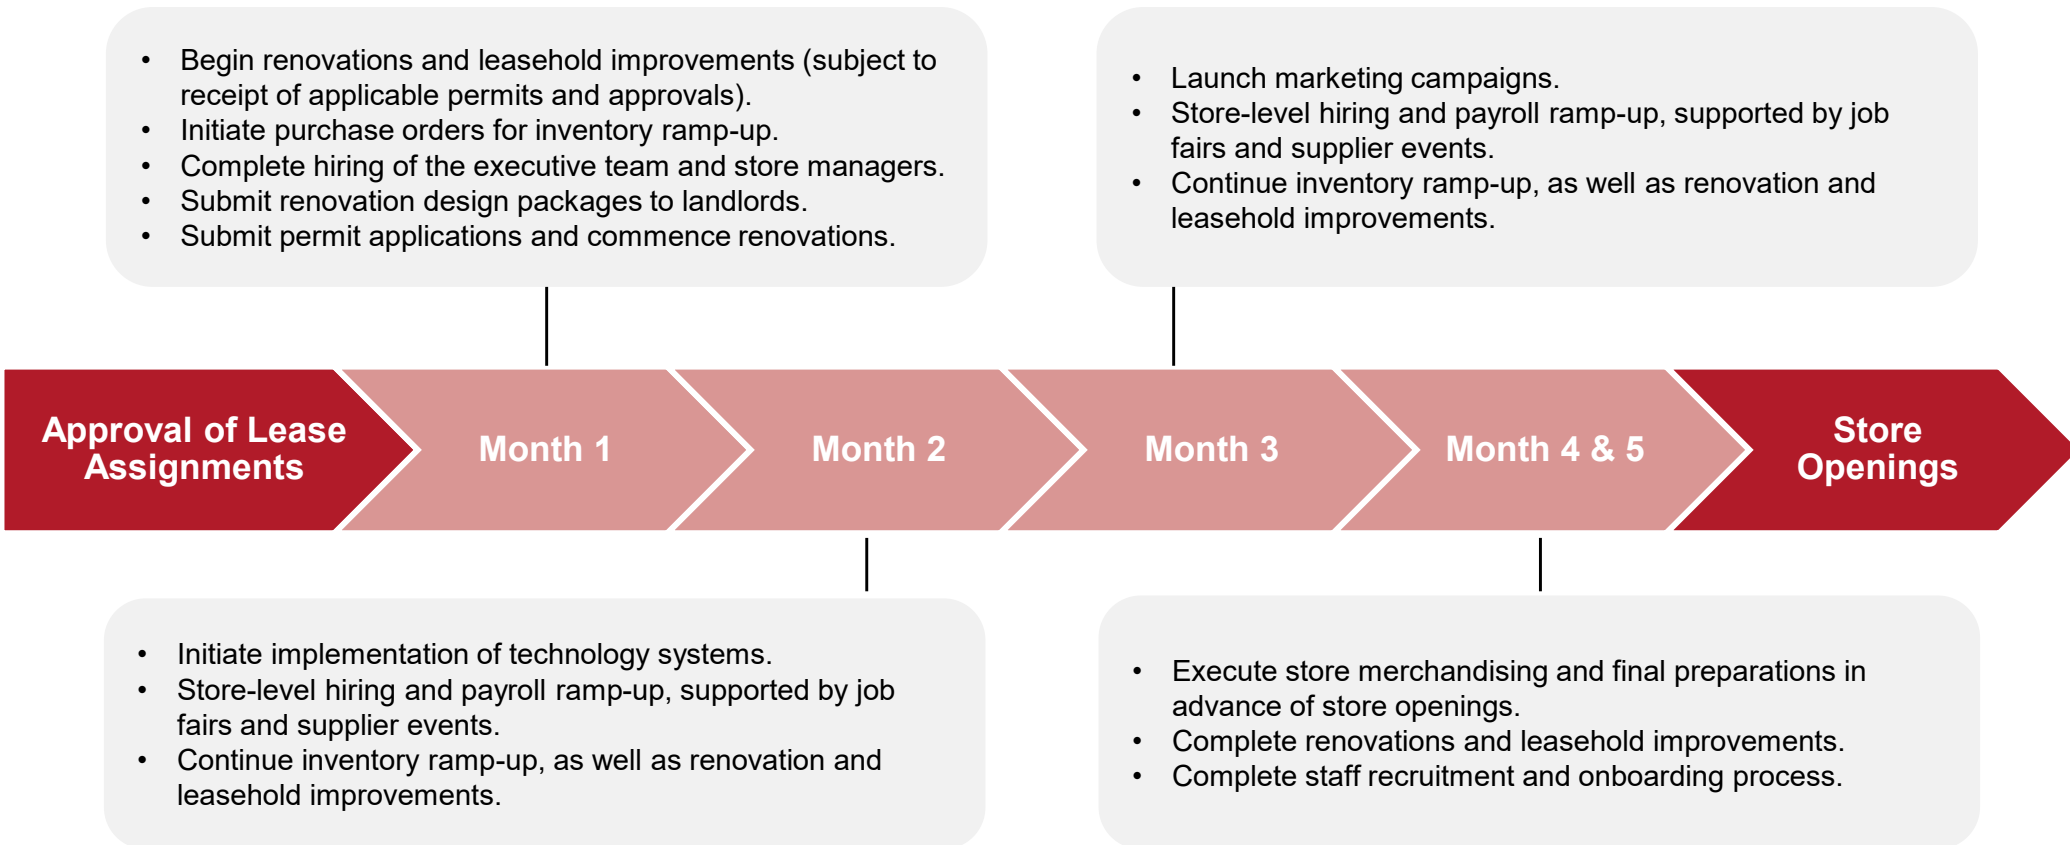 • Begin renovations and leasehold improvements (subject to
receipt of applicable permits and approvals).
• Initiate purchase orders for inventory ramp-up.
• Complete hiring of the executive team and store managers.
• Submit renovation design packages to landlords.
• Submit permit applications and commence renovations.
• Launch marketing campaigns.
• Store-level hiring and payroll ramp-up, supported by job
fairs and supplier events.
• Continue inventory ramp-up, as well as renovation and
leasehold improvements.
Approval of Lease
Assignments
Month 1
Month 2
Month 3
Month 4 & 5
Store
Openings
• Initiate implementation of technology systems.
• Store-level hiring and payroll ramp-up, supported by job
fairs and supplier events.
• Continue inventory ramp-up, as well as renovation and
leasehold improvements.
• Execute store merchandising and final preparations in
advance of store openings.
• Complete renovations and leasehold improvements.
• Complete staff recruitment and onboarding process.